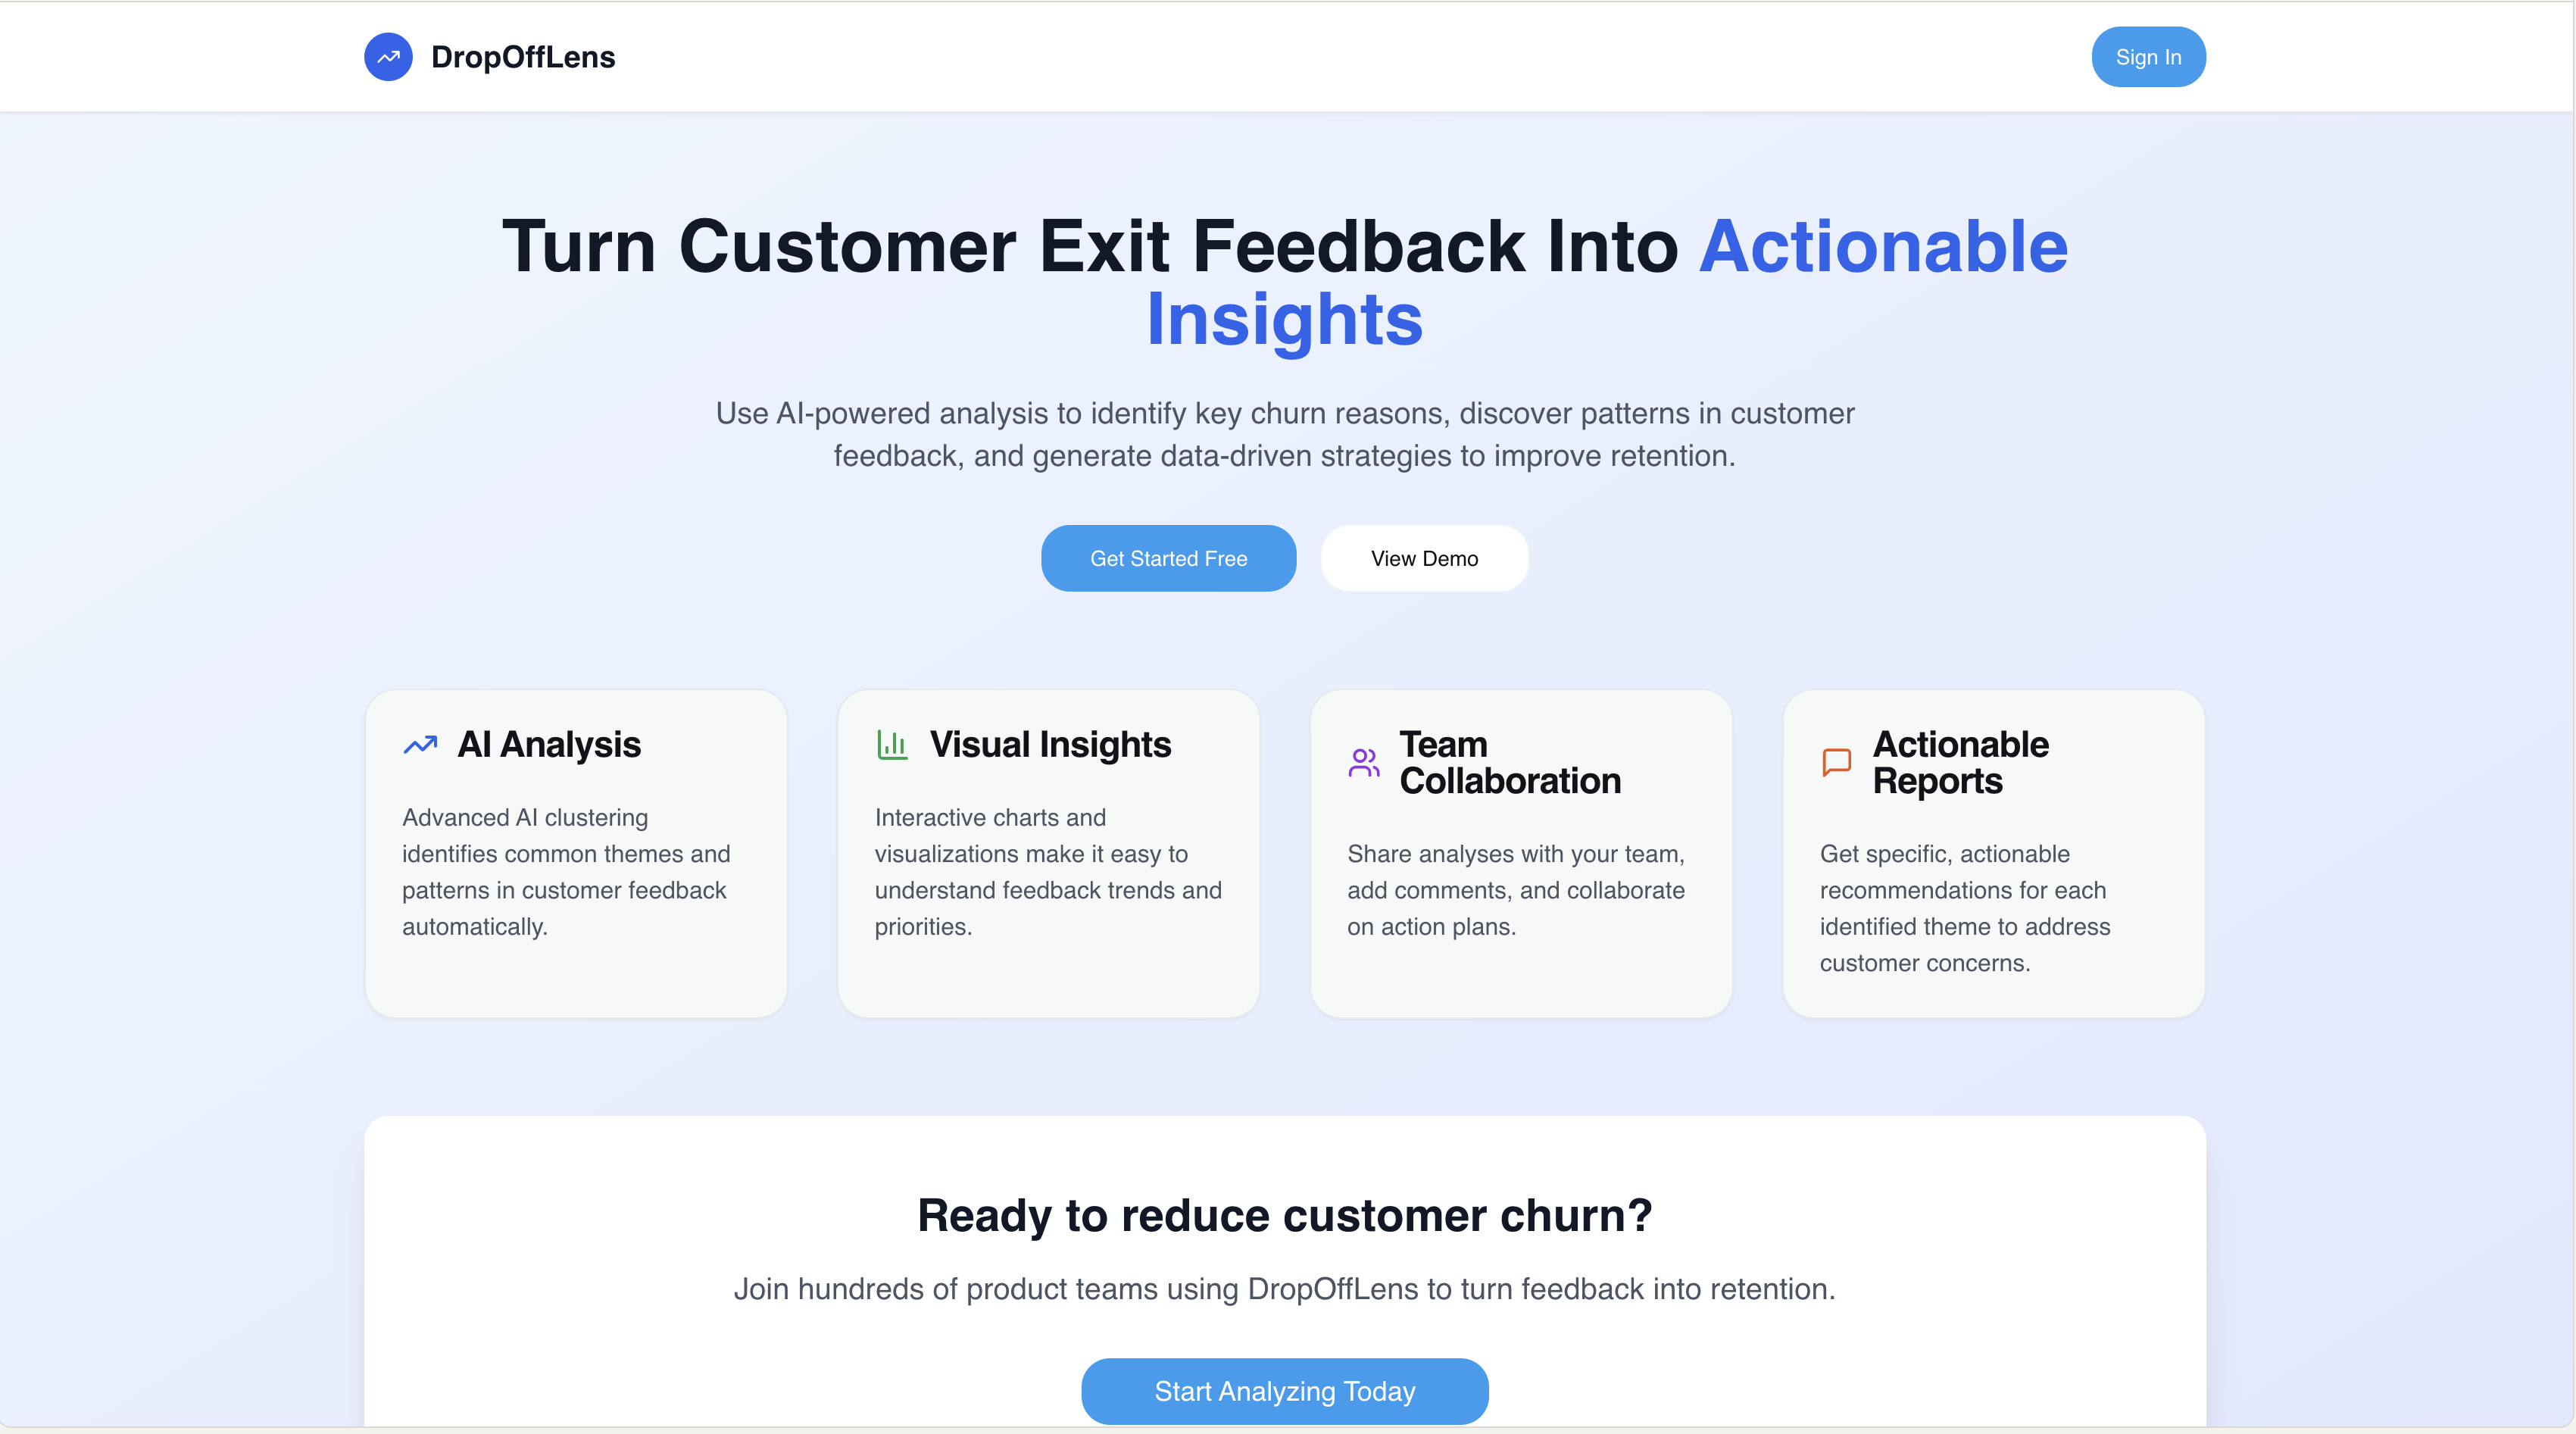 DropOffLens
Sign In
Turn Customer Exit Feedback Into Actionable
Insights
Use AI-powered analysis to identify key churn reasons, discover patterns in customer
feedback, and generate data-driven strategies to improve retention.
Get Started Free
View Demo
AI Analysis
Advanced AI clustering
identifies common themes and
patterns in customer feedback
automatically.
Visual Insights
Interactive charts and
visualizations make it easy to
understand feedback trends and
priorities.
Team
Collaboration
Share analyses with your team,
add comments, and collaborate
on action plans.
Actionable
Reports
Get specific, actionable
recommendations for each
identified theme to address
customer concerns.
Ready to reduce customer churn?
Join hundreds of product teams using DropOffLens to turn feedback into retention.
Start Analyzing Today